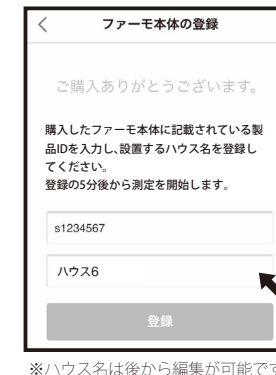 ファーモ本体の登録
ご購入ありがとうございます。
購入したファーモ本体に記載されている製
品IDを入力し、設置するハウス名を登録し
てください。
登録の5分後から測定を開始します。
s1234567
ハウス6
登録
※ハウス名は後から編集が可能です